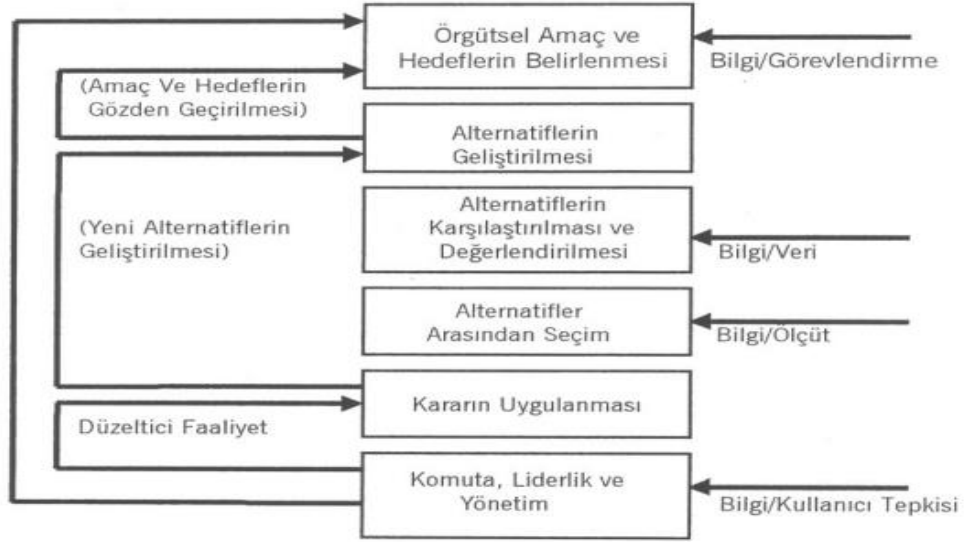 Örgütsel Amaç ve
Hedeflerin Belirlenmesi
Bilgi/Görevlendirme
(Amaç Ve Hedeflerin
Gözden Geçirilmesi)
Alternatiflerin
Geliştirilmesi
Alternatiflerin
Karşılaştırılması ve
Değerlendirilmesi
(Yeni Alternatiflerin
Geliştirilmesi)
Bilgi/Veri
Alternatifler
Arasından Seçim
Bilgi/Ölçüt
Kararın Uygulanması
Düzeltici Faaliyet
Komuta, Liderlik ve
Yönetim
Bilgi/Kullanıcı Tepkisi